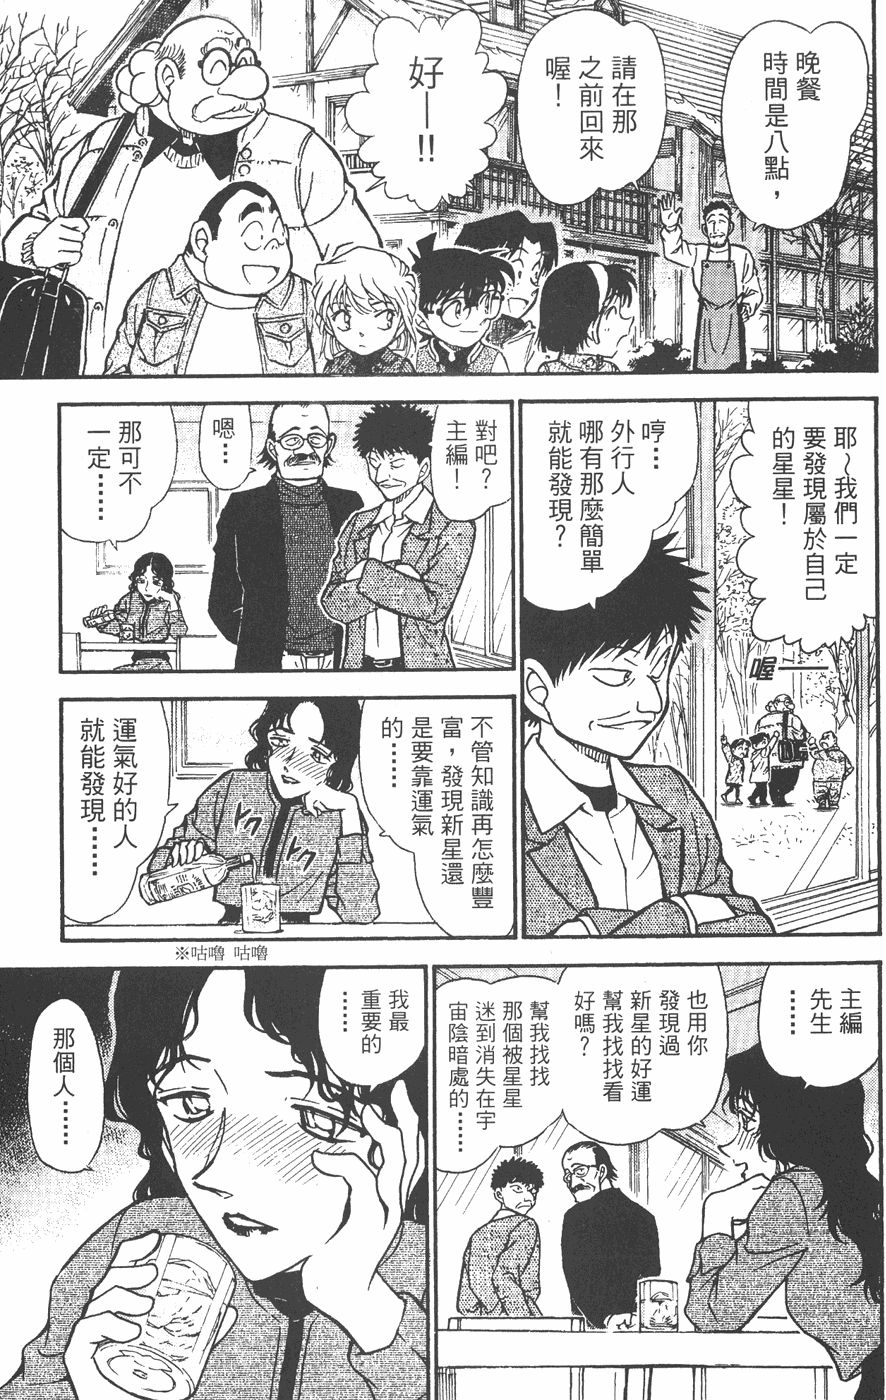 晚餐
時間是八點，
請在那
之前回來
喔！
好—!!
耶～我們一定
要發現屬於自己
的星星！
喔——
哼…
外行人
哪有那麼簡單
就能發現？
對吧？
主編！
嗯…
那可不
一定……
不管知識再怎麼豐
富，發現新星還
是要靠運氣
的……
運氣好的人
就能發現……
ドク
ドク
※咕嚕 咕嚕
主編
先生
……
也用你
發現過
新星的好運
幫我找找看
好嗎？
幫我找找
那個被星星
迷到消失在宇
宙陰暗處的……
我最
重要的
……
那個人……